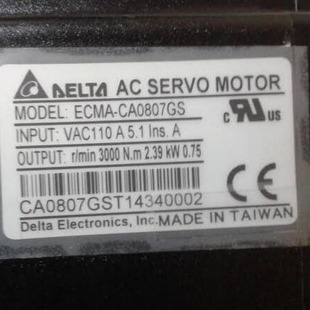 DELTA AC SERVO MOTOR
MODEL: ECMA-CA0807GS
INPUT: VAC110 A 5.1 Ins. A
OUTPUT: r/min 3000 N.m 2.39 kW 0.75
c RU us
CE
CA0807GST14340002
Delta Electronics, Inc. MADE IN TAIWAN